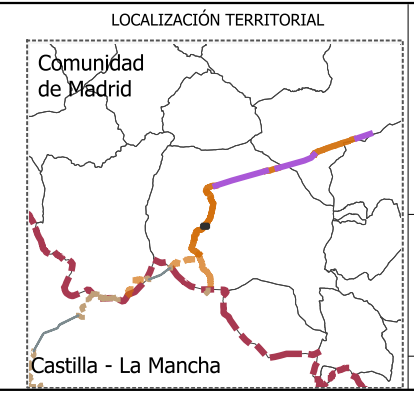 LOCALIZACIÓN TERRITORIAL
Comunidad
de Madrid
Castilla - La Mancha